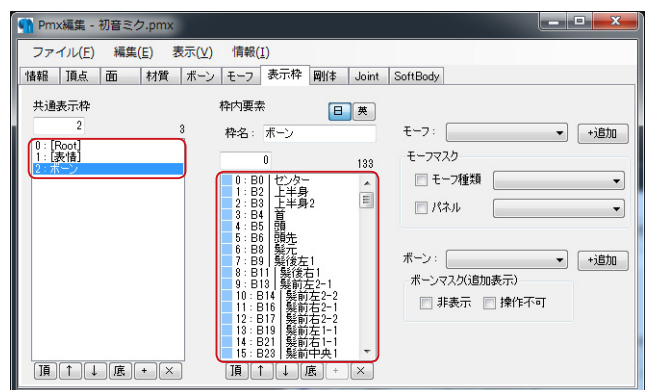 Pmx編集 - 初音ミク.pmx
ファイル(F) 編集(E) 表示(V) 情報(I)
情報 頂点 面 材質 ボーン モーフ 表示枠 剛体 Joint SoftBody
共通表示枠
2 3
0 : [Root]
1 : [表情]
2 : ボーン
頂 ↑ ↓ 底 + ×
枠内要素 日 英
枠名: ボーン
0 133
0 : B0 | センター
1 : B2 | 上半身
2 : B3 | 上半身2
3 : B4 | 首
4 : B5 | 頭
5 : B6 | 頭先
6 : B8 | 髪元
7 : B9 | 髪後左1
8 : B11 | 髪後右1
9 : B13 | 髪前左2-1
10 : B14 | 髪前左2-2
11 : B16 | 髪前右2-1
12 : B17 | 髪前右2-2
13 : B19 | 髪前左1-1
14 : B21 | 髪前右1-1
15 : B23 | 髪前中央1
頂 ↑ ↓ 底 + ×
モーフ: +追加
モーフマスク
モーフ種類
パネル
ボーン: +追加
ボーンマスク(追加表示)
非表示 操作不可